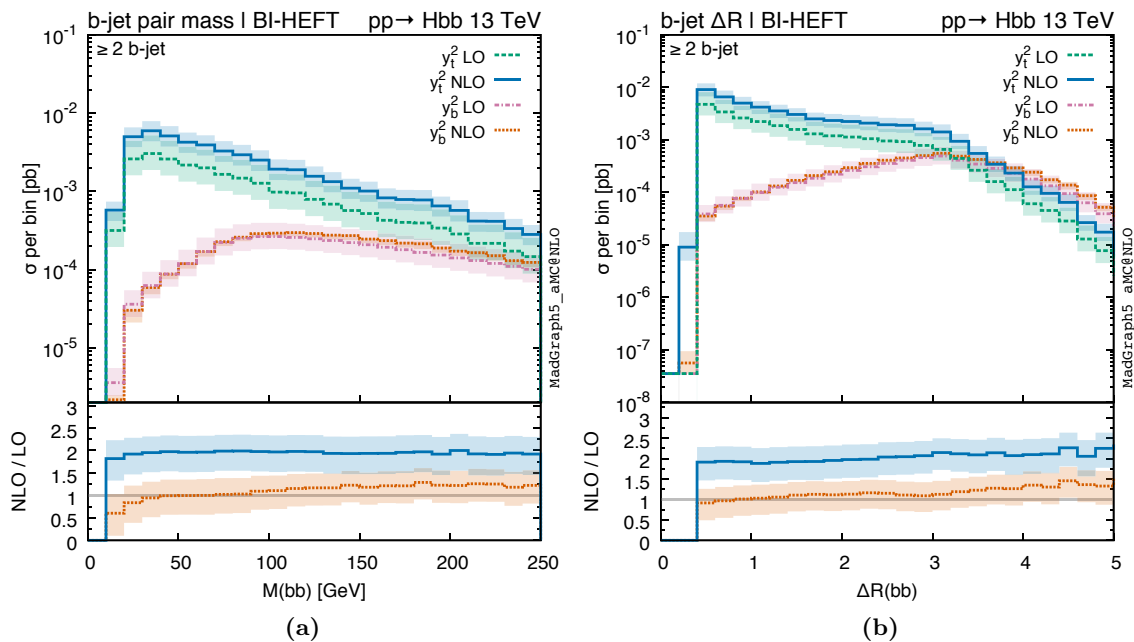 b-jet pair mass | BI-HEFT pp→ Hbb 13 TeV
≥ 2 b-jet
y_t^2 LO
y_t^2 NLO
y_b^2 LO
y_b^2 NLO
σ per bin [pb]
10^-1
10^-2
10^-3
10^-4
10^-5
MadGraph5_aMC@NLO
NLO / LO
3
2.5
2
1.5
1
0.5
0
0 50 100 150 200 250
M(bb) [GeV]
(a)
b-jet ΔR | BI-HEFT pp→ Hbb 13 TeV
≥ 2 b-jet
y_t^2 LO
y_t^2 NLO
y_b^2 LO
y_b^2 NLO
σ per bin [pb]
10^-1
10^-2
10^-3
10^-4
10^-5
10^-6
10^-7
10^-8
MadGraph5_aMC@NLO
NLO / LO
3
2.5
2
1.5
1
0.5
0
0 1 2 3 4 5
ΔR(bb)
(b)